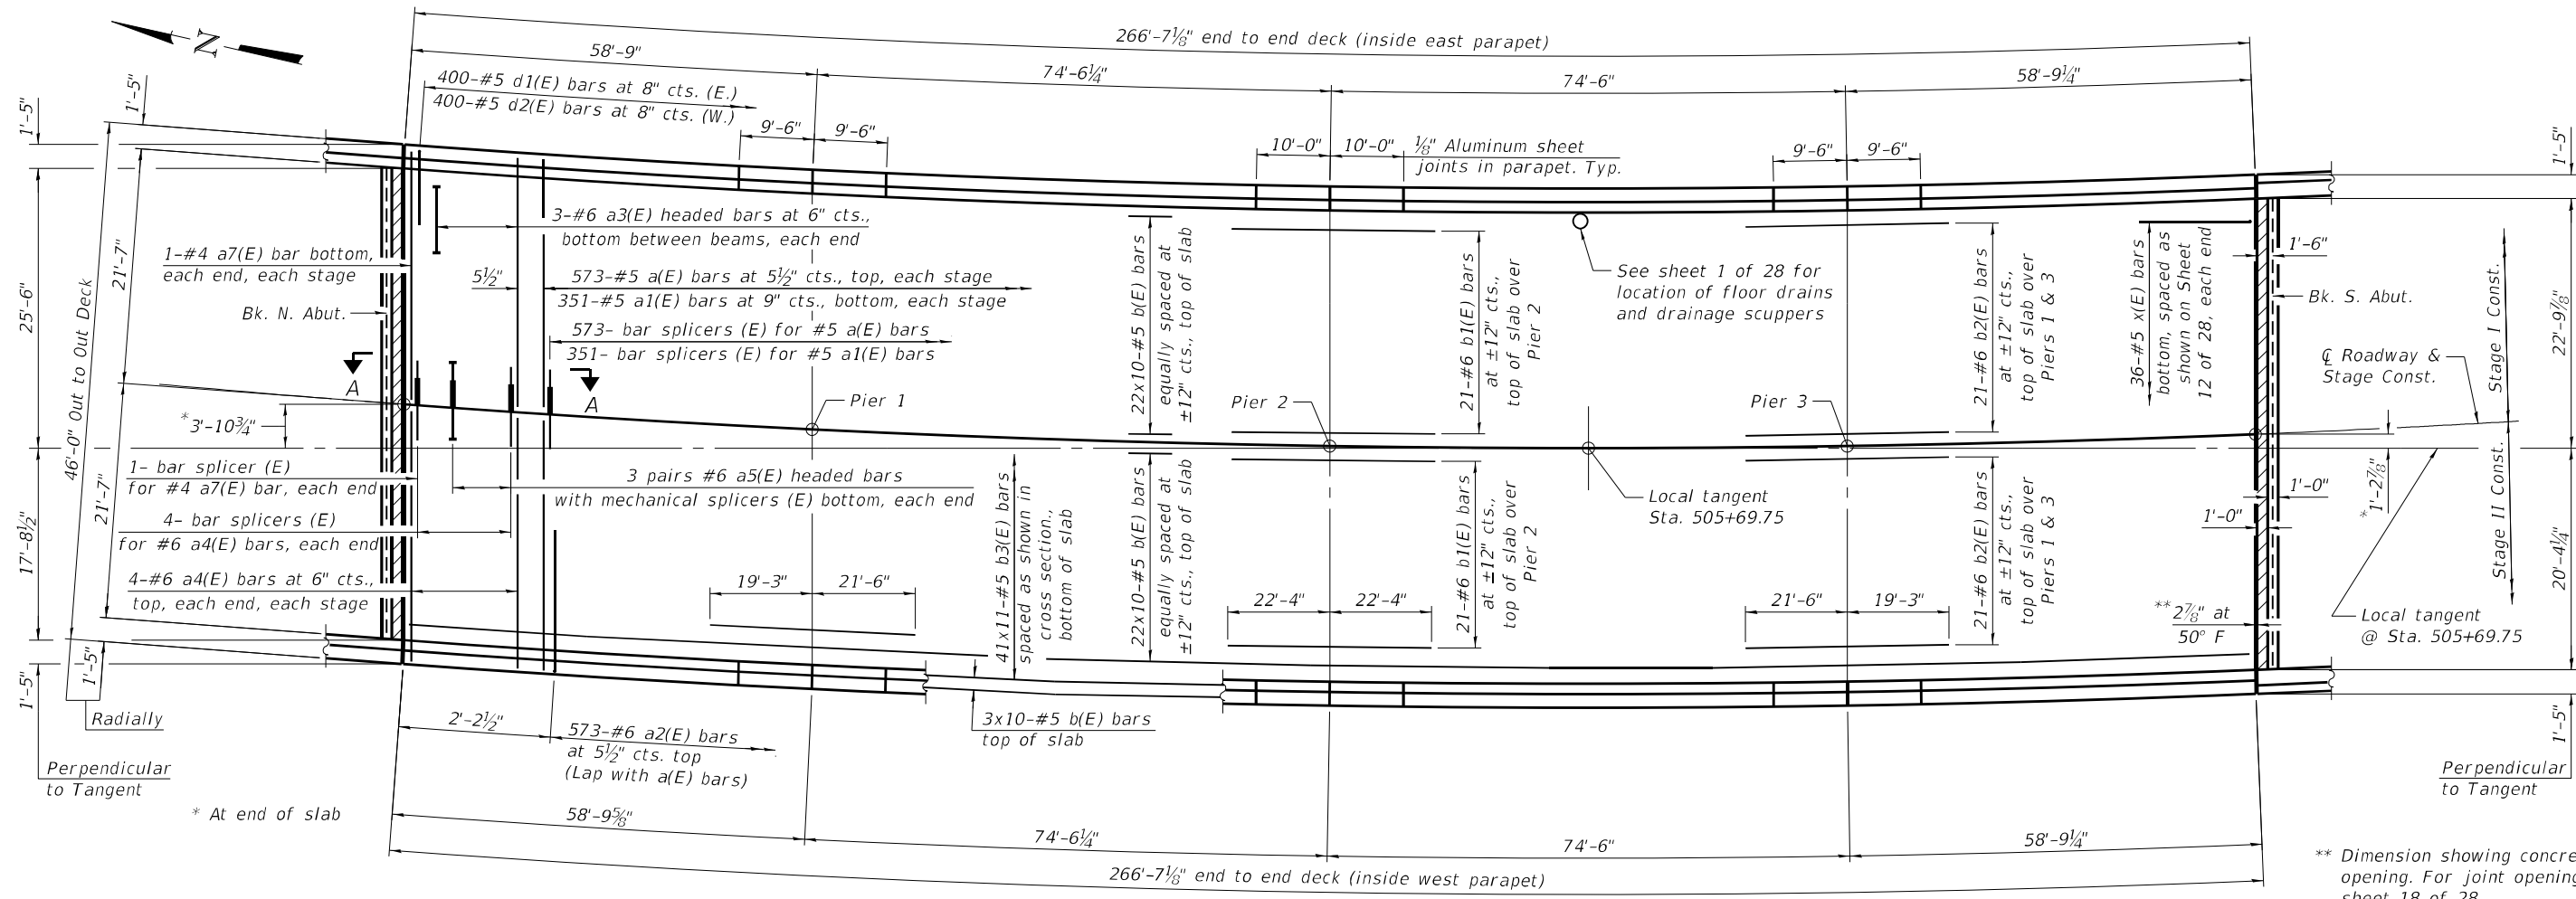 N
266'-7⅛" end to end deck (inside east parapet)
58'-9"
74'-6¼"
74'-6"
58'-9¼"
400-#5 d1(E) bars at 8" cts. (E.)
400-#5 d2(E) bars at 8" cts. (W.)
1'-5"
1'-5"
9'-6"
9'-6"
10'-0"
10'-0"
⅛" Aluminum sheet
joints in parapet. Typ.
9'-6"
9'-6"
1'-5"
46'-0" Out to Out Deck
21'-7"
21'-7"
25'-6"
17'-8½"
1'-5"
1'-5"
3-#6 a3(E) headed bars at 6" cts.,
bottom between beams, each end
1-#4 a7(E) bar bottom,
each end, each stage
5½"
573-#5 a(E) bars at 5½" cts., top, each stage
351-#5 a1(E) bars at 9" cts., bottom, each stage
Bk. N. Abut.
573- bar splicers (E) for #5 a(E) bars
351- bar splicers (E) for #5 a1(E) bars
A
A
Pier 1
* 3'-10¾"
22x10-#5 b(E) bars
equally spaced at
±12" cts., top of slab
21-#6 b1(E) bars
at ±12" cts.,
top of slab over
Pier 2
See sheet 1 of 28 for
location of floor drains
and drainage scuppers
21-#6 b2(E) bars
at ±12" cts.,
top of slab over
Piers 1 & 3
36-#5 x(E) bars
bottom, spaced as
shown on Sheet
12 of 28, each end
1'-6"
Bk. S. Abut.
℄ Roadway &
Stage Const.
Stage I Const.
Stage II Const.
22'-9⅞"
20'-4¼"
Pier 2
Pier 3
1- bar splicer (E)
for #4 a7(E) bar, each end
3 pairs #6 a5(E) headed bars
with mechanical splicers (E) bottom, each end
4- bar splicers (E)
for #6 a4(E) bars, each end
4-#6 a4(E) bars at 6" cts.,
top, each end, each stage
41x11-#5 b3(E) bars
spaced as shown in
cross section.,
bottom of slab
22x10-#5 b(E) bars
equally spaced at
±12" cts., top of slab
21-#6 b1(E) bars
at ±12" cts.,
top of slab over
Pier 2
Local tangent
Sta. 505+69.75
21-#6 b2(E) bars
at ±12" cts.,
top of slab over
Piers 1 & 3
1'-0"
1'-0"
* 1'-2⅞"
19'-3"
21'-6"
22'-4"
22'-4"
21'-6"
19'-3"
** 2⅞" at
50° F
Local tangent
@ Sta. 505+69.75
Radially
Perpendicular
to Tangent
2'-2½"
573-#6 a2(E) bars
at 5½" cts. top
(Lap with a(E) bars)
3x10-#5 b(E) bars
top of slab
1'-5"
Perpendicular
to Tangent
* At end of slab
58'-9⅝"
74'-6¼"
74'-6"
58'-9¼"
266'-7⅛" end to end deck (inside west parapet)
** Dimension showing concre
opening. For joint opening
sheet 18 of 28